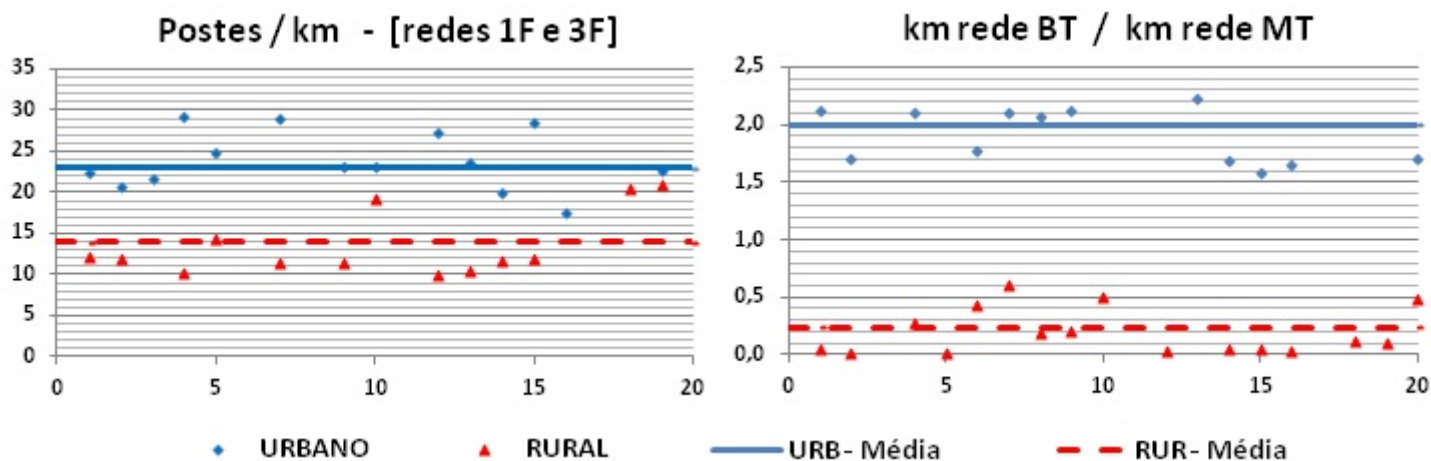 Postes / km - [redes 1F e 3F]
35
30
25
20
15
10
5
0
0 5 10 15 20
km rede BT / km rede MT
2,5
2,0
1,5
1,0
0,5
0,0
0 5 10 15 20
URBANO RURAL URB - Média RUR - Média